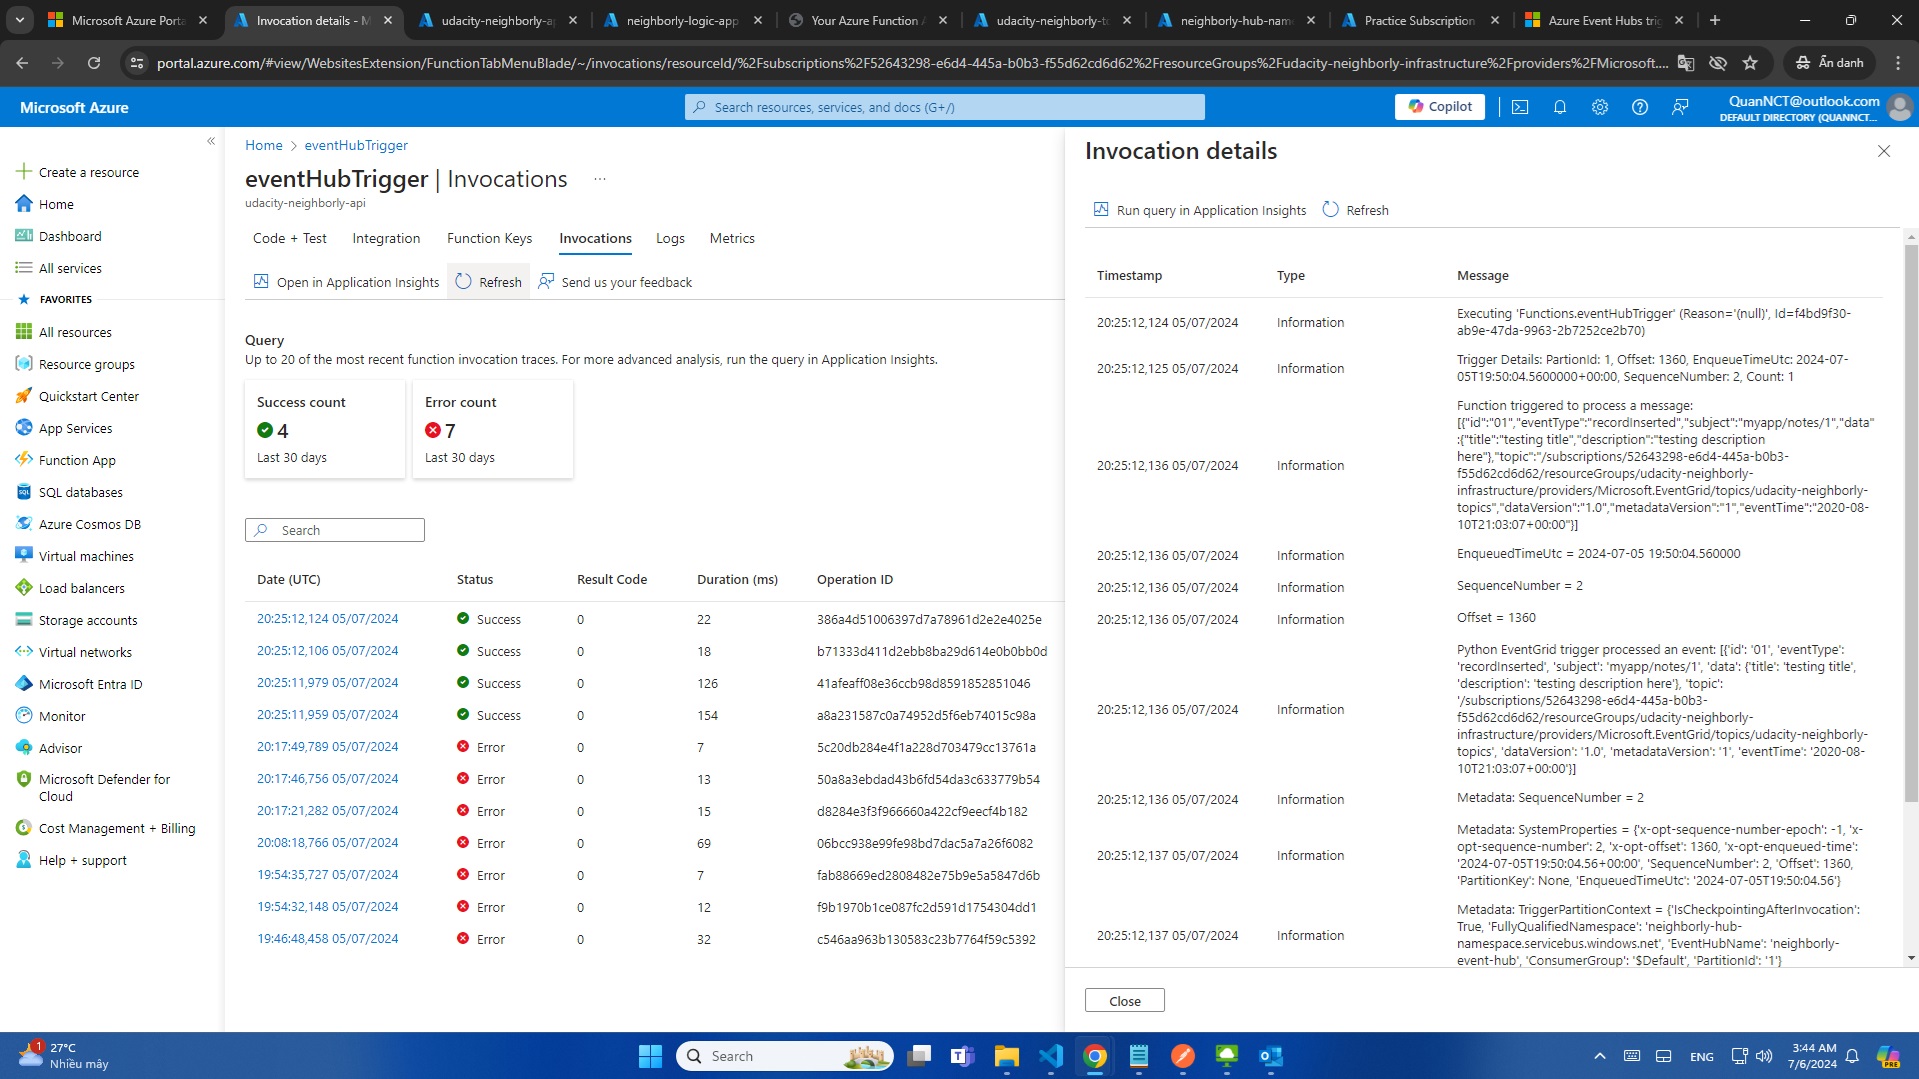 Microsoft Azure Porta
Invocation details - M
udacity-neighborly-ap
neighborly-logic-app
Your Azure Function A
udacity-neighborly-to
neighborly-hub-name
Practice Subscription
Azure Event Hubs trig
portal.azure.com/#view/WebsitesExtension/FunctionTabMenuBlade/~/invocations/resourceId/%2Fsubscriptions%2F52643298-e6d4-445a-b0b3-f55d62cd6d62%2FresourceGroups%2Fudacity-neighborly-infrastructure%2Fproviders%2FMicrosoft....
Ẩn danh
Microsoft Azure
Search resources, services, and docs (G+/)
Copilot
QuanNCT@outlook.com
DEFAULT DIRECTORY (QUANNCT...
Create a resource
Home
Dashboard
All services
FAVORITES
All resources
Resource groups
Quickstart Center
App Services
Function App
SQL databases
Azure Cosmos DB
Virtual machines
Load balancers
Storage accounts
Virtual networks
Microsoft Entra ID
Monitor
Advisor
Microsoft Defender for
Cloud
Cost Management + Billing
Help + support
Home > eventHubTrigger
eventHubTrigger | Invocations ...
udacity-neighborly-api
Code + Test Integration Function Keys Invocations Logs Metrics
Open in Application Insights Refresh Send us your feedback
Query
Up to 20 of the most recent function invocation traces. For more advanced analysis, run the query in Application Insights.
Success count Error count
4 7
Last 30 days Last 30 days
Search
Date (UTC) Status Result Code Duration (ms) Operation ID
20:25:12,124 05/07/2024 Success 0 22 386a4d51006397d7a78961d2e2e4025e
20:25:12,106 05/07/2024 Success 0 18 b71333d411d2ebb8ba29d614e0b0bb0d
20:25:11,979 05/07/2024 Success 0 126 41afeaff08e36ccb98d8591852851046
20:25:11,959 05/07/2024 Success 0 154 a8a231587c0a74952d5f6eb74015c98a
20:17:49,789 05/07/2024 Error 0 7 5c20db284e4f1a228d703479cc13761a
20:17:46,756 05/07/2024 Error 0 13 50a8a3ebdad43b6fd54da3c633779b54
20:17:21,282 05/07/2024 Error 0 15 d8284e3f3f966660a422cf9eecf4b182
20:08:18,766 05/07/2024 Error 0 69 06bcc938e99fe98bd7dac5a7a26f6082
19:54:35,727 05/07/2024 Error 0 7 fab88669ed2808482e75b9e5a5847d6b
19:54:32,148 05/07/2024 Error 0 12 f9b1970b1ce087fc2d591d1754304dd1
19:46:48,458 05/07/2024 Error 0 32 c546aa963b130583c23b7764f59c5392
Invocation details
Run query in Application Insights Refresh
Timestamp Type Message
20:25:12,124 05/07/2024 Information
Executing 'Functions.eventHubTrigger' (Reason='(null)', Id=f4bd9f30-
ab9e-47da-9963-2b7252ce2b70)
20:25:12,125 05/07/2024 Information
Trigger Details: PartionId: 1, Offset: 1360, EnqueueTimeUtc: 2024-07-
05T19:50:04.5600000+00:00, SequenceNumber: 2, Count: 1
20:25:12,136 05/07/2024 Information
Function triggered to process a message:
[{"id":"01","eventType":"recordInserted","subject":"myapp/notes/1","data"
:{"title":"testing title","description":"testing description
here"},"topic":"/subscriptions/52643298-e6d4-445a-b0b3-
f55d62cd6d62/resourceGroups/udacity-neighborly-
infrastructure/providers/Microsoft.EventGrid/topics/udacity-neighborly-
topics","dataVersion":"1.0","metadataVersion":"1","eventTime":"2020-08-
10T21:03:07+00:00"}]
20:25:12,136 05/07/2024 Information EnqueuedTimeUtc = 2024-07-05 19:50:04.560000
20:25:12,136 05/07/2024 Information SequenceNumber = 2
20:25:12,136 05/07/2024 Information Offset = 1360
20:25:12,136 05/07/2024 Information
Python EventGrid trigger processed an event: [{'id': '01', 'eventType':
'recordInserted', 'subject': 'myapp/notes/1', 'data': {'title': 'testing title',
'description': 'testing description here'}, 'topic':
'/subscriptions/52643298-e6d4-445a-b0b3-
f55d62cd6d62/resourceGroups/udacity-neighborly-
infrastructure/providers/Microsoft.EventGrid/topics/udacity-neighborly-
topics', 'dataVersion': '1.0', 'metadataVersion': '1', 'eventTime': '2020-08-
10T21:03:07+00:00'}]
20:25:12,136 05/07/2024 Information Metadata: SequenceNumber = 2
20:25:12,137 05/07/2024 Information
Metadata: SystemProperties = {'x-opt-sequence-number-epoch': -1, 'x-
opt-sequence-number': 2, 'x-opt-offset': 1360, 'x-opt-enqueued-time':
'2024-07-05T19:50:04.56+00:00', 'SequenceNumber': 2, 'Offset': 1360,
'PartitionKey': None, 'EnqueuedTimeUtc': '2024-07-05T19:50:04.56'}
20:25:12,137 05/07/2024 Information
Metadata: TriggerPartitionContext = {'IsCheckpointingAfterInvocation':
True, 'FullyQualifiedNamespace': 'neighborly-hub-
namespace.servicebus.windows.net', 'EventHubName': 'neighborly-
event-hub', 'ConsumerGroup': '$Default', 'PartitionId': '1'}
Close
1
27°C
Nhiều mây
Search
ENG
3:44 AM
7/6/2024
PRE